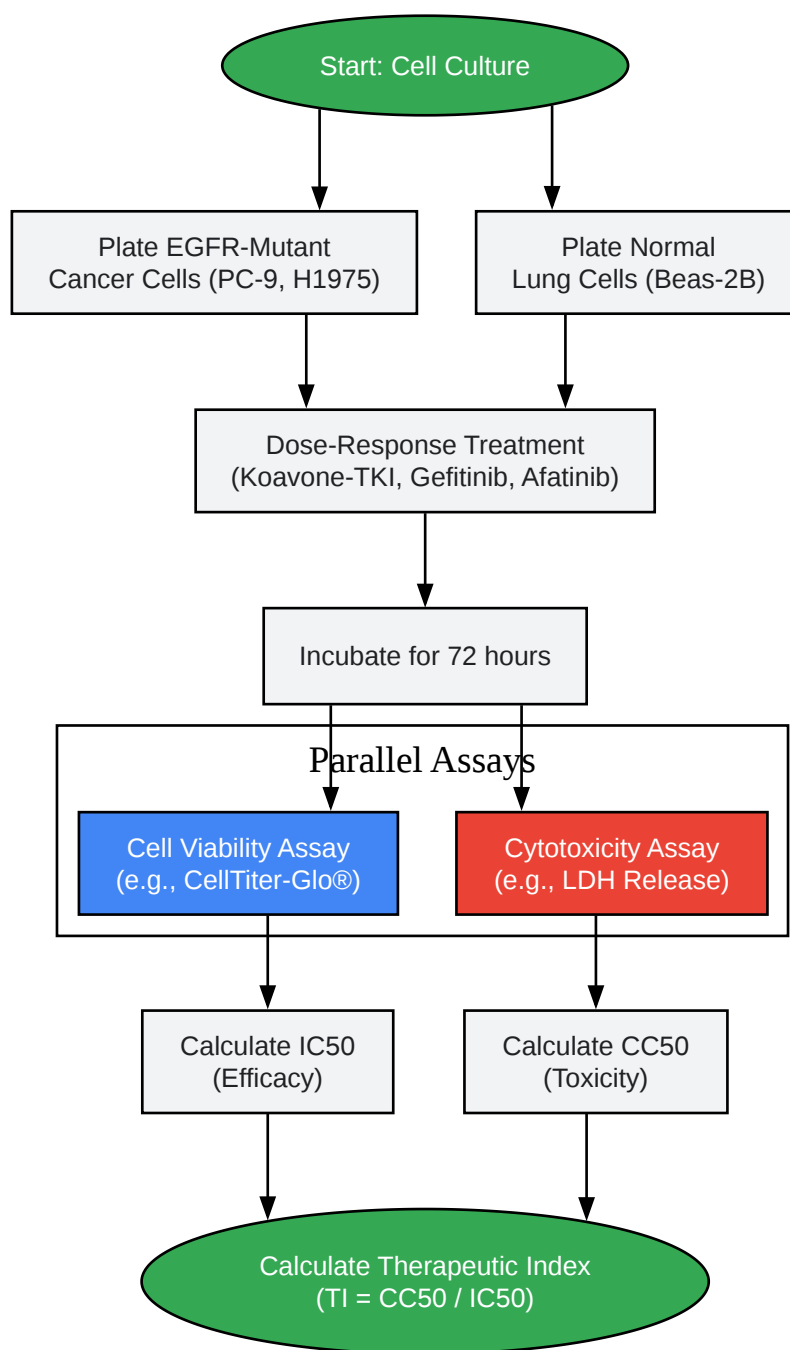 Start: Cell Culture
Plate EGFR-Mutant
Cancer Cells (PC-9, H1975)
Plate Normal
Lung Cells (Beas-2B)
Dose-Response Treatment
(Koavone-TKI, Gefitinib, Afatinib)
Incubate for 72 hours
Parallel Assays
Cell Viability Assay
(e.g., CellTiter-Glo®)
Cytotoxicity Assay
(e.g., LDH Release)
Calculate IC50
(Efficacy)
Calculate CC50
(Toxicity)
Calculate Therapeutic Index
(TI = CC50 / IC50)